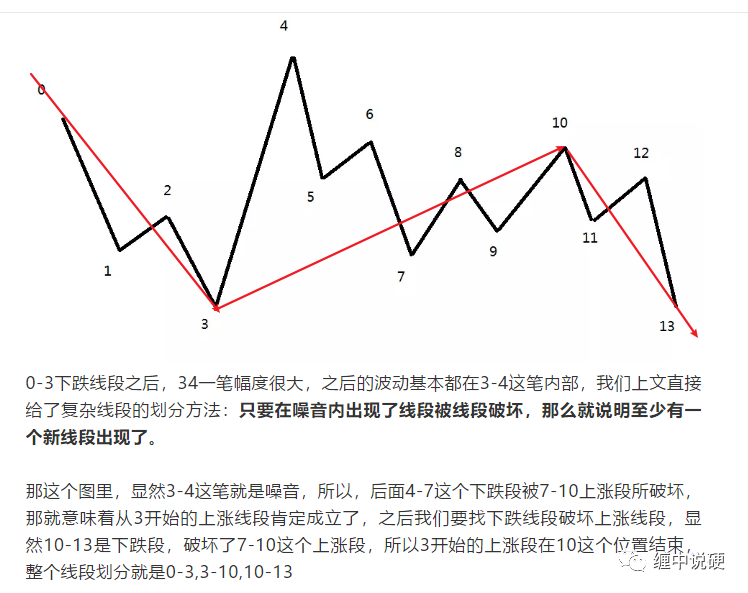 4
0
6
10
2
8
12
5
11
9
1
7
3
13
0-3下跌线段之后，34一笔幅度很大，之后的波动基本都在3-4这笔内部，我们上文直接
给了复杂线段的划分方法：只要在噪音内出现了线段被线段破坏，那么就说明至少有一
个新线段出现了。
那这个图里，显然3-4这笔就是噪音，所以，后面4-7这个下跌段被7-10上涨段所破坏，
那就意味着从3开始的上涨线段肯定成立了，之后我们要找下跌线段破坏上涨线段，显
然10-13是下跌段，破坏了7-10这个上涨段，所以3开始的上涨段在10这个位置结束，
整个线段划分就是0-3,3-10,10-13
缠中说硬